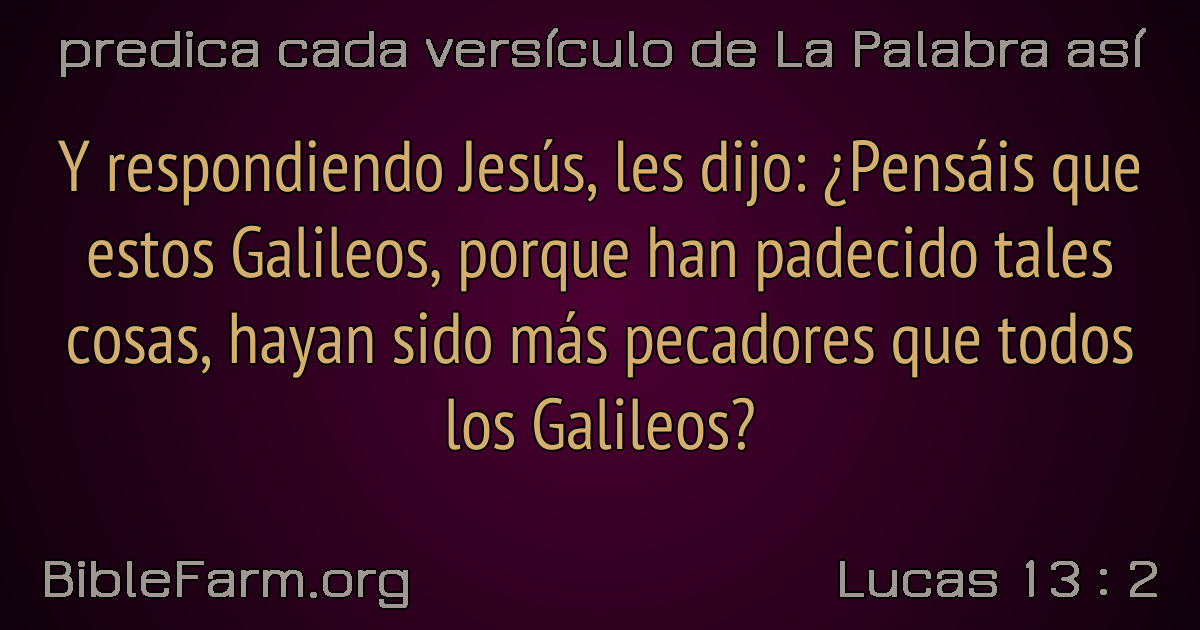 predica cada versículo de La Palabra así
Y respondiendo Jesús, les dijo: ¿Pensáis que
estos Galileos, porque han padecido tales
cosas, hayan sido más pecadores que todos
los Galileos?
BibleFarm.org
Lucas 13 : 2